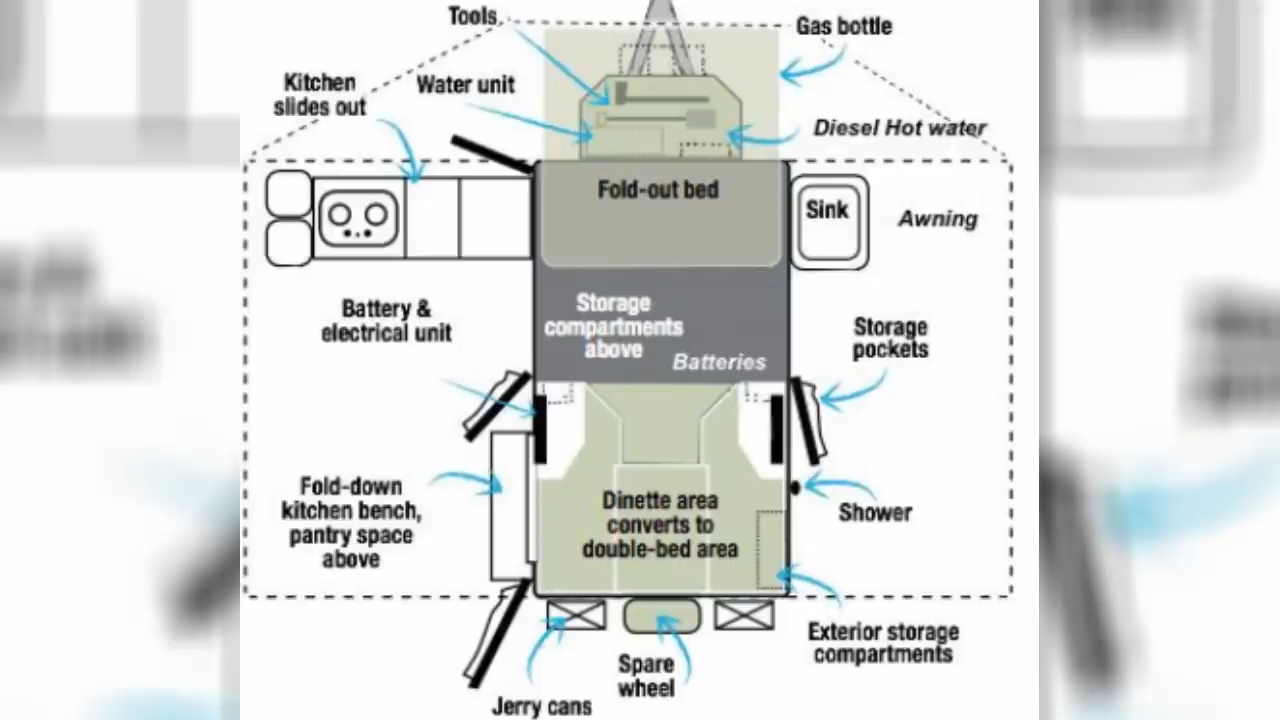 Tools
Gas bottle
Kitchen
slides out
Water unit
Diesel Hot water
Fold-out bed
Sink
Awning
Battery &
electrical unit
Storage
compartments
above
Batteries
Storage
pockets
Fold-down
kitchen bench,
pantry space
above
Dinette area
converts to
double-bed area
Shower
Exterior storage
compartments
Spare
wheel
Jerry cans